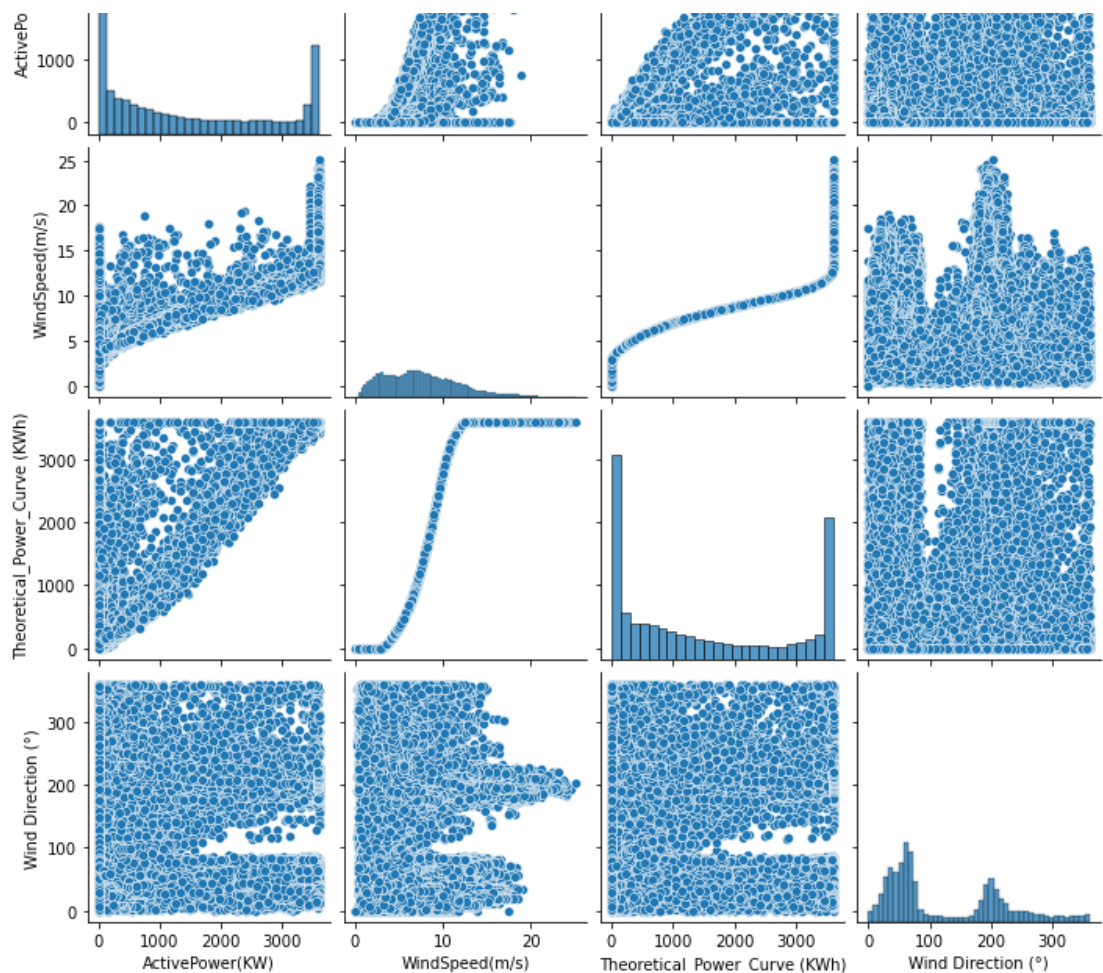 ActivePo
1000
0
WindSpeed(m/s)
25
20
15
10
5
0
Theoretical_Power_Curve (KWh)
3000
2000
1000
0
Wind Direction (°)
300
200
100
0
0 1000 2000 3000 0 10 20 0 1000 2000 3000 0 100 200 300
ActivePower(KW) WindSpeed(m/s) Theoretical_Power_Curve (KWh) Wind Direction (°)